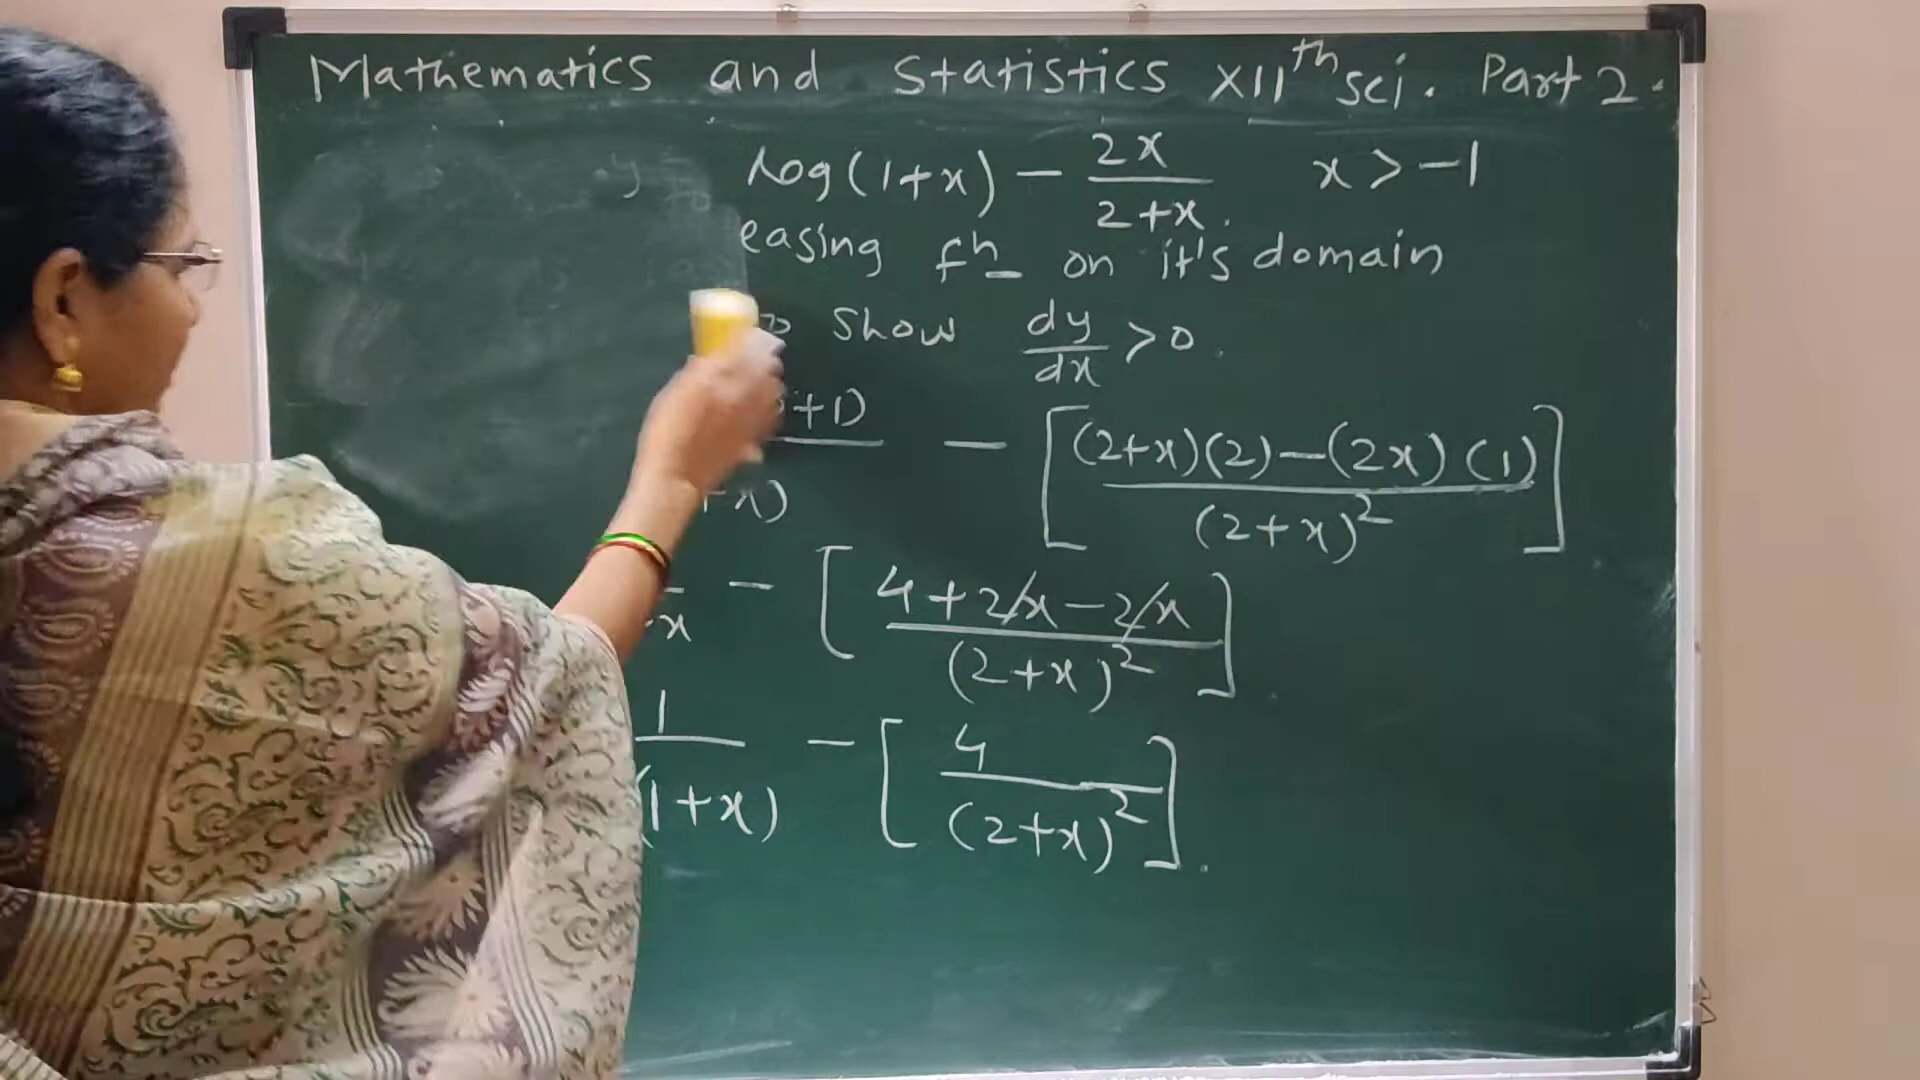 Mathematics and Statistics XIIth sci. Part 2.
y log(1+x) - 2x/(2+x). x > -1
easing fn on it's domain
show dy/dx > 0.
+1) - [(2+x)(2)-(2x)(1)/(2+x)^2]
+x)
x - [4+2x-2x/(2+x)^2]
1/(1+x) - [4/(2+x)^2].